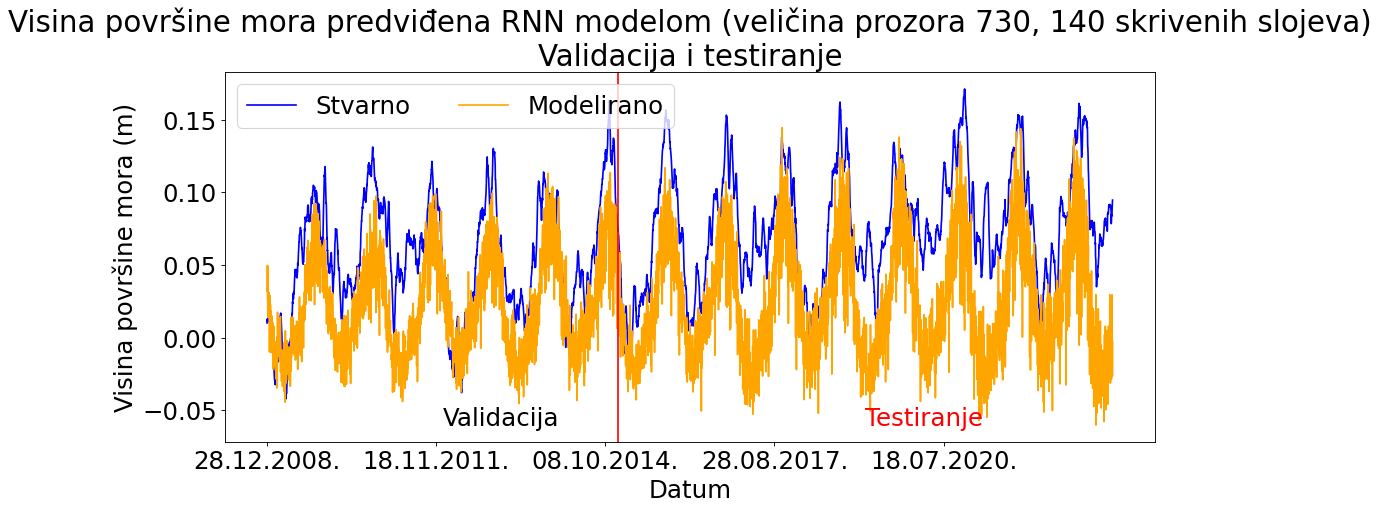 Visina površine mora predviđena RNN modelom (veličina prozora 730, 140 skrivenih slojeva)
Validacija i testiranje
Stvarno
Modelirano
Visina površine mora (m)
0.15
0.10
0.05
0.00
−0.05
Validacija
Testiranje
28.12.2008.
18.11.2011.
08.10.2014.
28.08.2017.
18.07.2020.
Datum